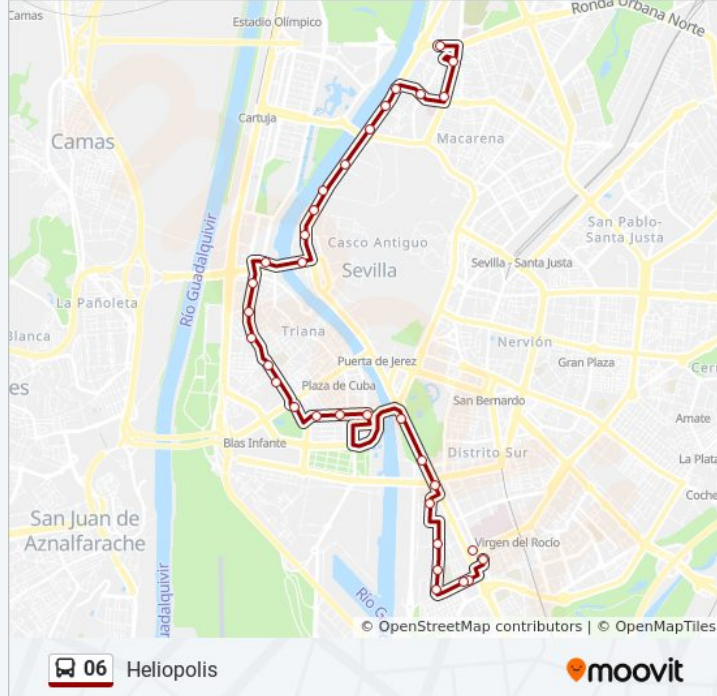 Camas
Estadio Olímpico
Ronda Urbana Norte
Cartuja
Camas
Macarena
San Pablo-
Santa Justa
Casco Antiguo
Sevilla - Santa Justa
Sevilla
Río Guadalquivir
La Pañoleta
Triana
Blanca
Nervión
Puerta de Jerez
Gran Plaza
Cerr
es
Plaza de Cuba
San Bernardo
Amate
Blas Infante
Distrito Sur
La Plata
Coche
San Juan de
Aznalfarache
Virgen del Rocío
adalquivir
Río G
© OpenStreetMap contributors | © OpenMapTiles
06 Heliopolis
moovit